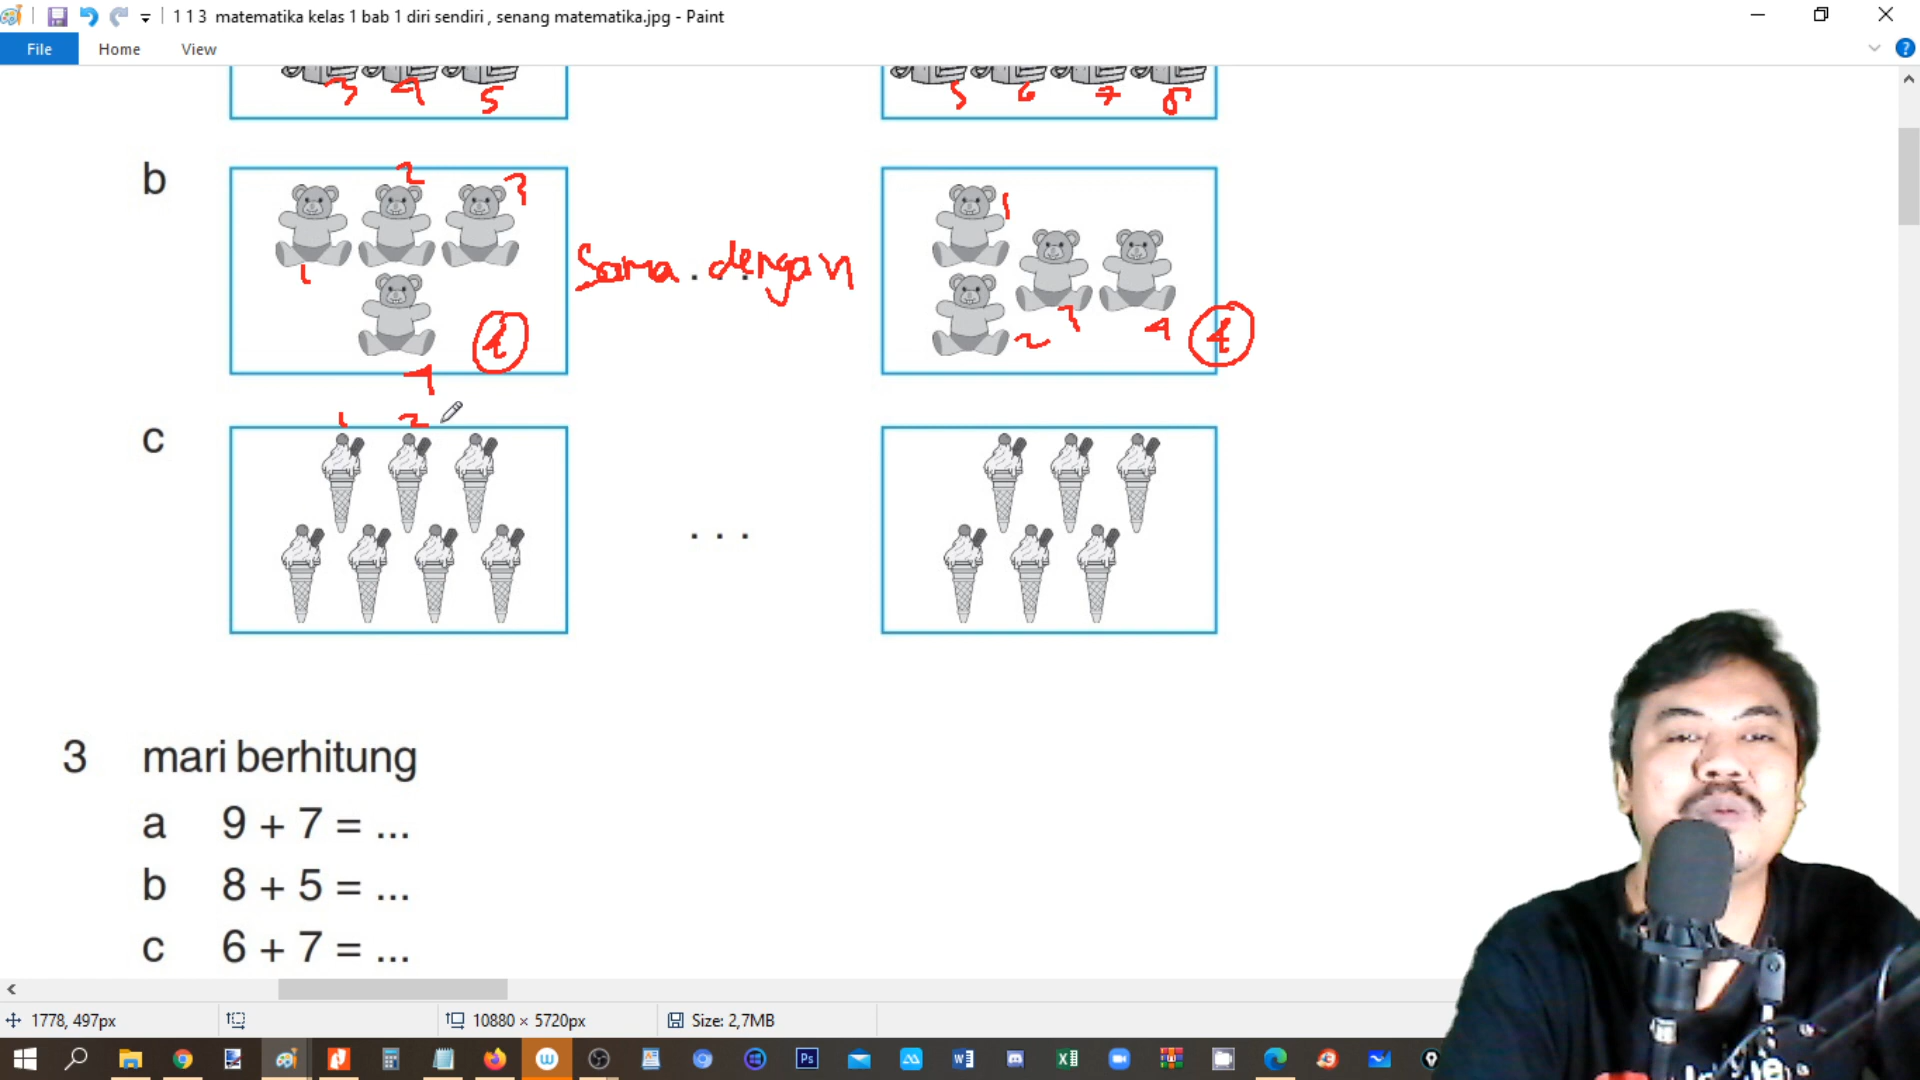 1 1 3  matematika kelas 1 bab 1 diri sendiri , senang matematika.jpg - Paint
File Home View
3 4 5 5 6 7 8
b
2 3 1
1 Sama . . . dengan
4 2 3 4 4
4
1 2
c
. . .
3 mari berhitung
a 9 + 7 = ...
b 8 + 5 = ...
c 6 + 7 = ...
1778, 497px 10880 × 5720px Size: 2,7MB